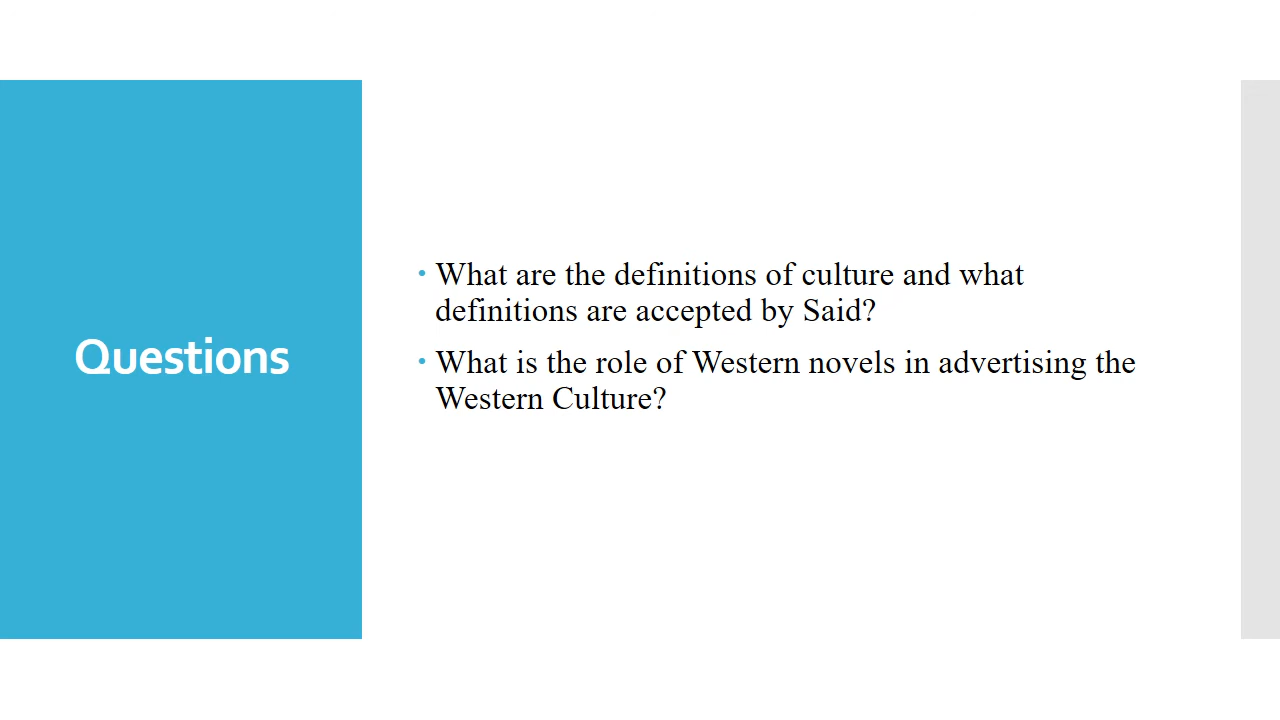 Questions
• What are the definitions of culture and what
definitions are accepted by Said?
• What is the role of Western novels in advertising the
Western Culture?